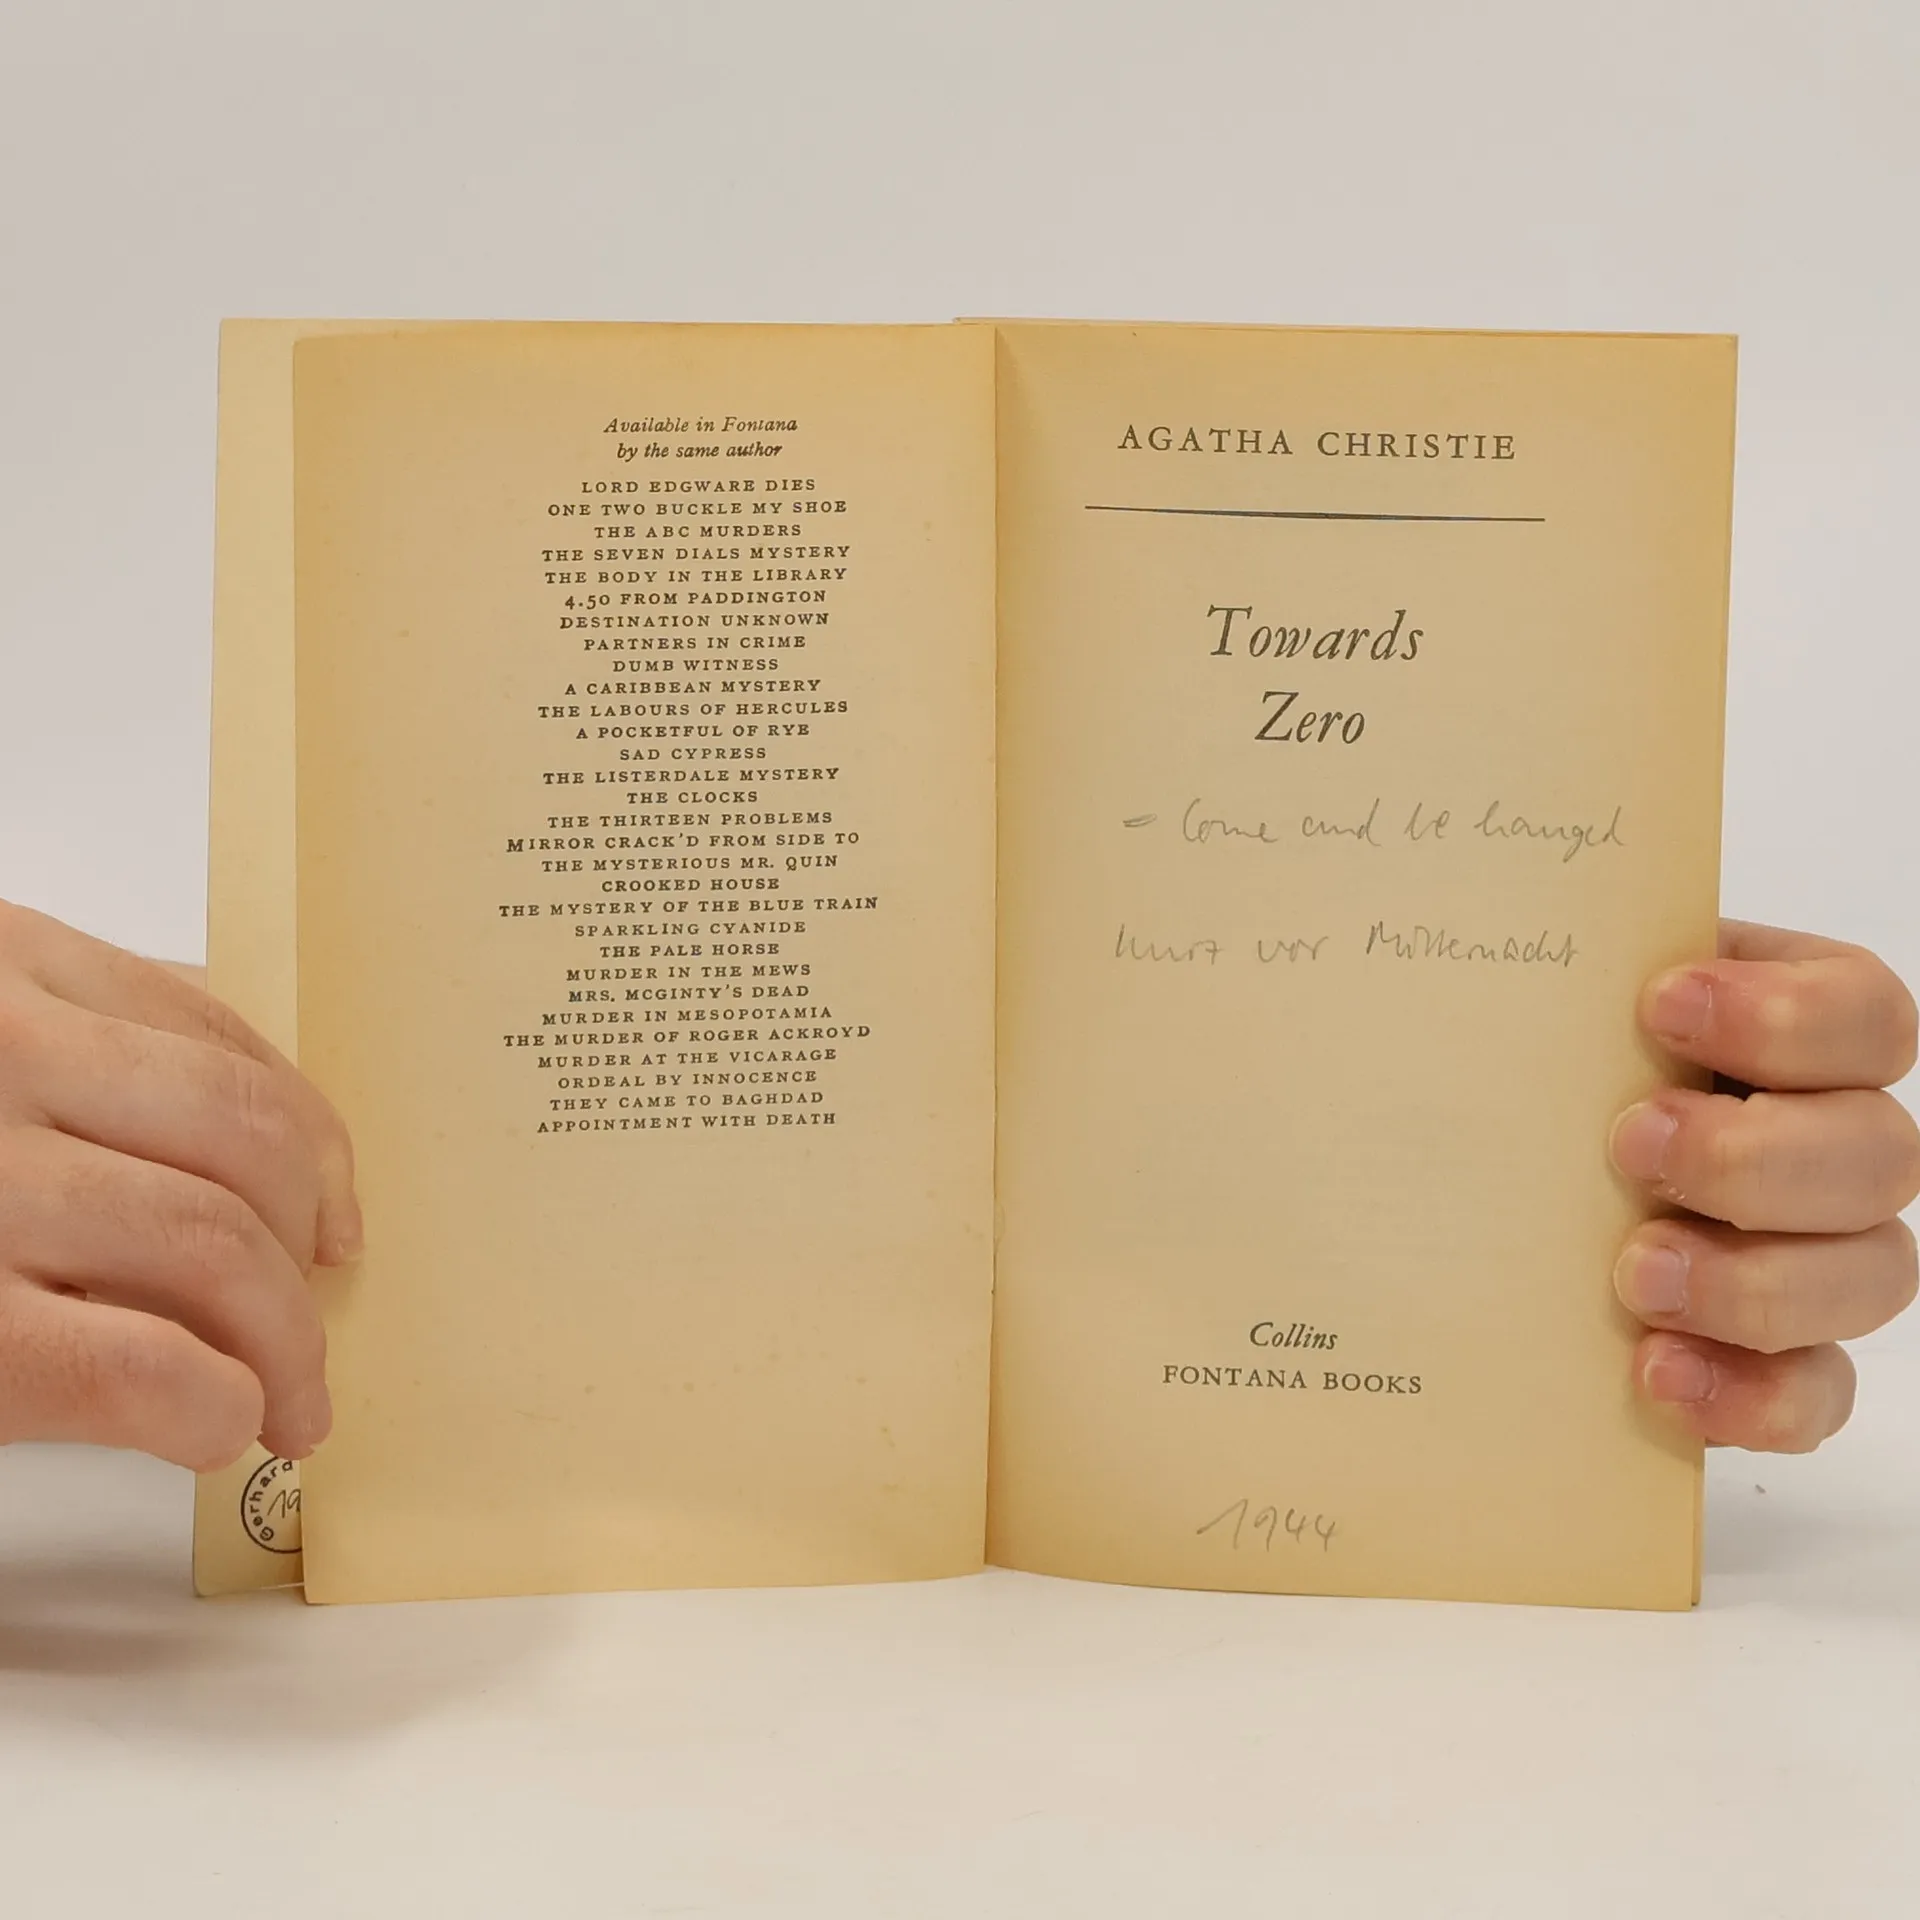 Available in Fontana
by the same author
LORD EDGWARE DIES
ONE TWO BUCKLE MY SHOE
THE ABC MURDERS
THE SEVEN DIALS MYSTERY
THE BODY IN THE LIBRARY
4.50 FROM PADDINGTON
DESTINATION UNKNOWN
PARTNERS IN CRIME
DUMB WITNESS
A CARIBBEAN MYSTERY
THE LABOURS OF HERCULES
A POCKETFUL OF RYE
SAD CYPRESS
THE LISTERDALE MYSTERY
THE CLOCKS
THE THIRTEEN PROBLEMS
MIRROR CRACK'D FROM SIDE TO
THE MYSTERIOUS MR. QUIN
CROOKED HOUSE
THE MYSTERY OF THE BLUE TRAIN
SPARKLING CYANIDE
THE PALE HORSE
MURDER IN THE MEWS
MRS. MCGINTY'S DEAD
MURDER IN MESOPOTAMIA
THE MURDER OF ROGER ACKROYD
MURDER AT THE VICARAGE
ORDEAL BY INNOCENCE
THEY CAME TO BAGHDAD
APPOINTMENT WITH DEATH
Gerhard
19
AGATHA CHRISTIE
Towards
Zero
= Come and be hanged
kurz vor Mitternacht
Collins
FONTANA BOOKS
1944